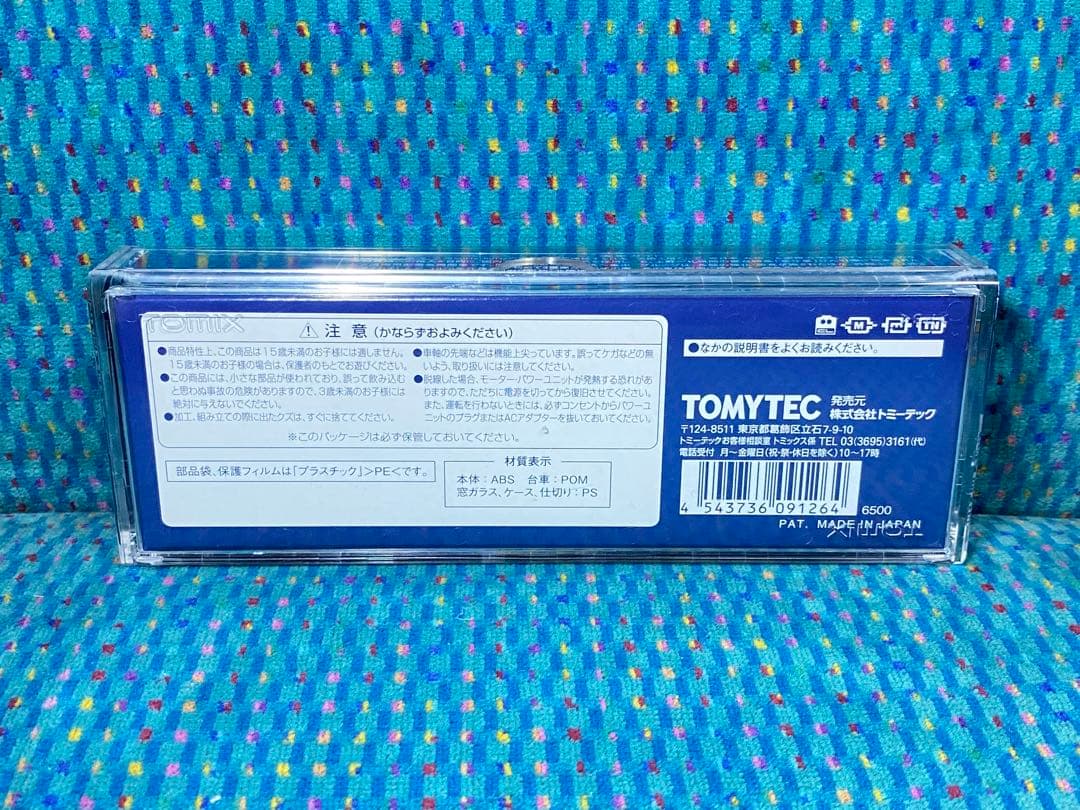 TOMIX
⚠ 注 意 (かならずおよみください)
●商品特性上、この商品は15歳未満のお子様には適しません。
15歳未満のお子様の場合は、保護者のもとでお遊びください。
●この商品には、小さな部品が使われており、誤って飲み込む
と思わぬ事故の危険がありますので、3歳未満のお子様には
絶対に与えないでください。
●加工、組み立ての際に出たクズは、すぐに捨ててください。
●車軸の先端などは機能上尖っています。誤ってケガなどの無
いよう、取り扱いには注意してください。
●脱線した場合、モーター・パワーユニットが発熱する恐れがあ
りますので、ただちに電源を切ってから復旧させてください。
また、運転を行わないときには、必ずコンセントからパワーユ
ニットのプラグまたはACアダプターを抜いておいてください。
※このパッケージは必ず保管しておいてください。
部品袋、保護フィルムは「プラスチック」>PE<です。
材質表示
本体:ABS 台車:POM
窓ガラス、ケース、仕切り:PS
M
TN
●なかの説明書をよくお読みください。
TOMYTEC 発売元 株式会社トミーテック
〒124-8511 東京都葛飾区立石7-9-10
トミーテックお客様相談室 トミックス係 TEL 03(3695)3161(代)
電話受付 月〜金曜日(祝・祭・休日を除く)10〜17時
4 543736 091264 6500
PAT. MADE IN JAPAN
TOMIX